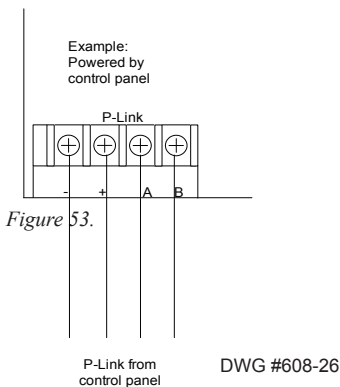 Example:
Powered by
control panel
P-Link
- + A B
Figure 53.
P-Link from
control panel
DWG #608-26